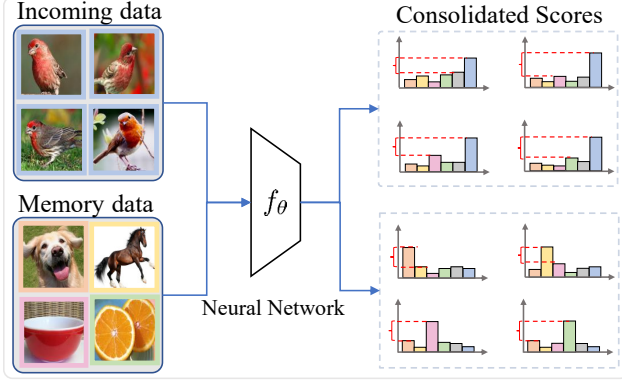 Incoming data
Consolidated Scores
Memory data
fθ
Neural Network